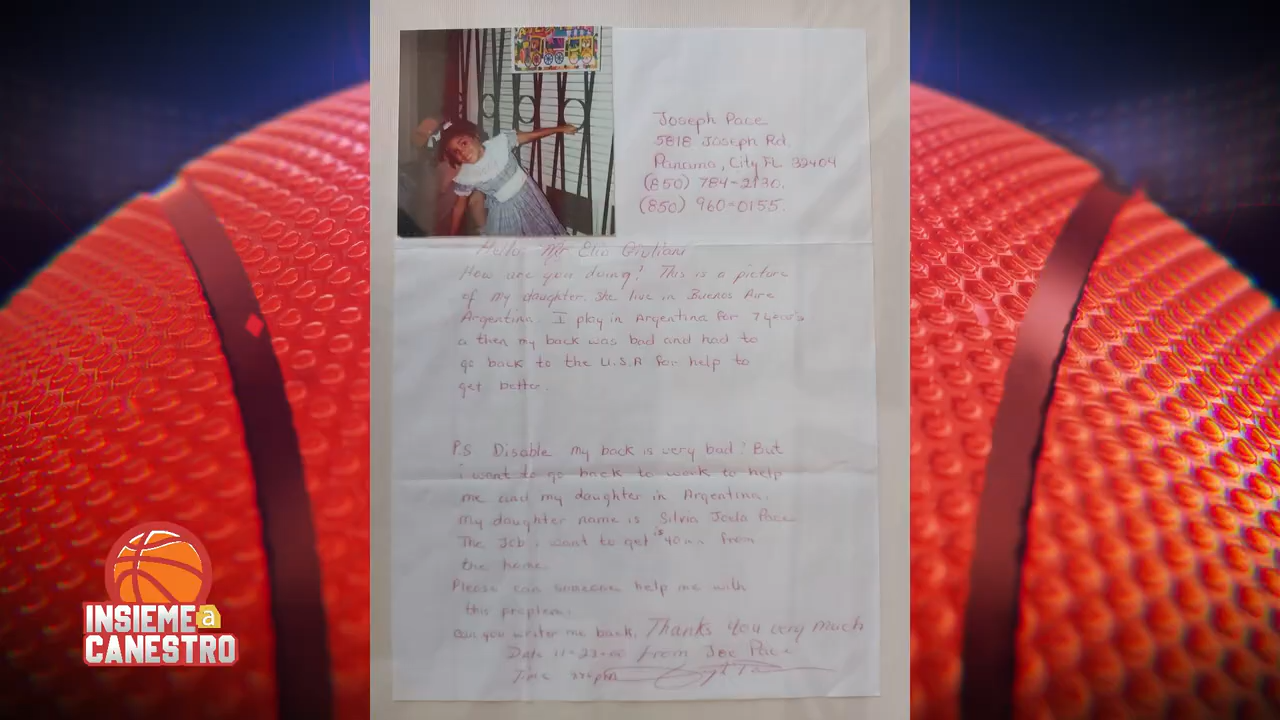 Joseph Pace
5818 Joseph Rd.
Panama, City FL 32404
(850) 784-2130.
(850) 960-0155.
Hello, Mr Elio Giuliani
How are you doing! This is a picture
of my daughter. She live in Buenos Aire
Argentina. I play in Argentina for 7 year's
a then my back was bad and had to
go back to the U.S.A for help to
get better.
P.S Disable my back is very bad! But
i want to go back to work to help
me and my daughter in Argentina.
My daughter name is Silvia Joela Pace
The Job i want to get is from
the home.
Please can someone help me with
this problem.
Can you writer me back. Thanks you very much
Date 11-23- from Joe Pace
Time pm
INSIEME a
CANESTRO